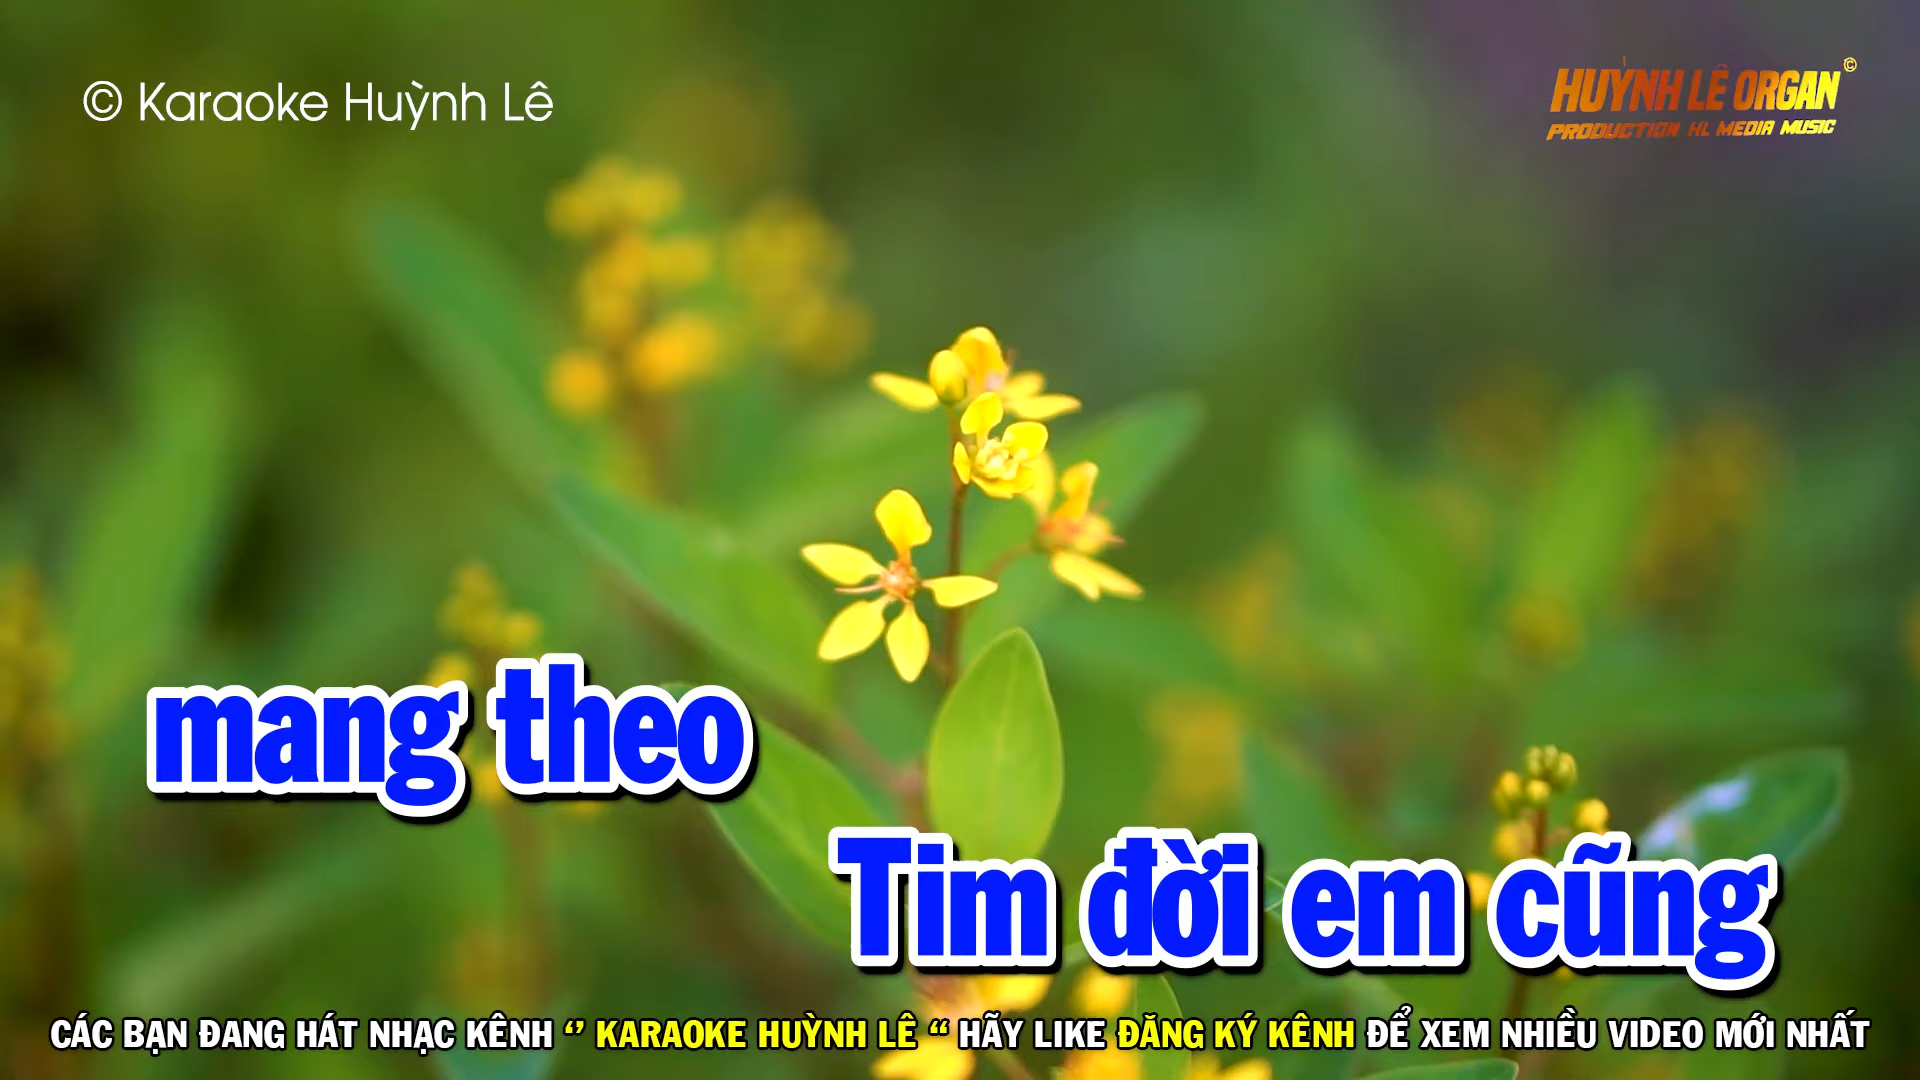 © Karaoke Huỳnh Lê
HUỲNH LÊ ORGAN ©
PRODUCTION HL MEDIA MUSIC
mang theo
Tim đời em cũng
CÁC BẠN ĐANG HÁT NHẠC KÊNH ‘’ KARAOKE HUỲNH LÊ “ HÃY LIKE ĐĂNG KÝ KÊNH ĐỂ XEM NHIỀU VIDEO MỚI NHẤT